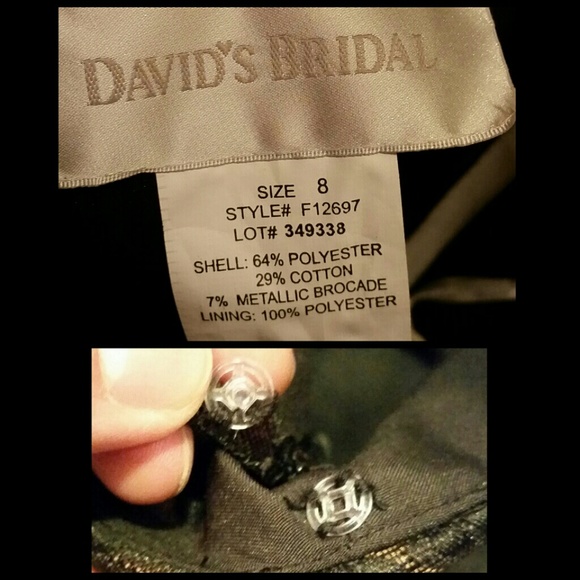 DAVID'S BRIDAL
SIZE 8
STYLE# F12697
LOT# 349338
SHELL: 64% POLYESTER
29% COTTON
7% METALLIC BROCADE
LINING: 100% POLYESTER